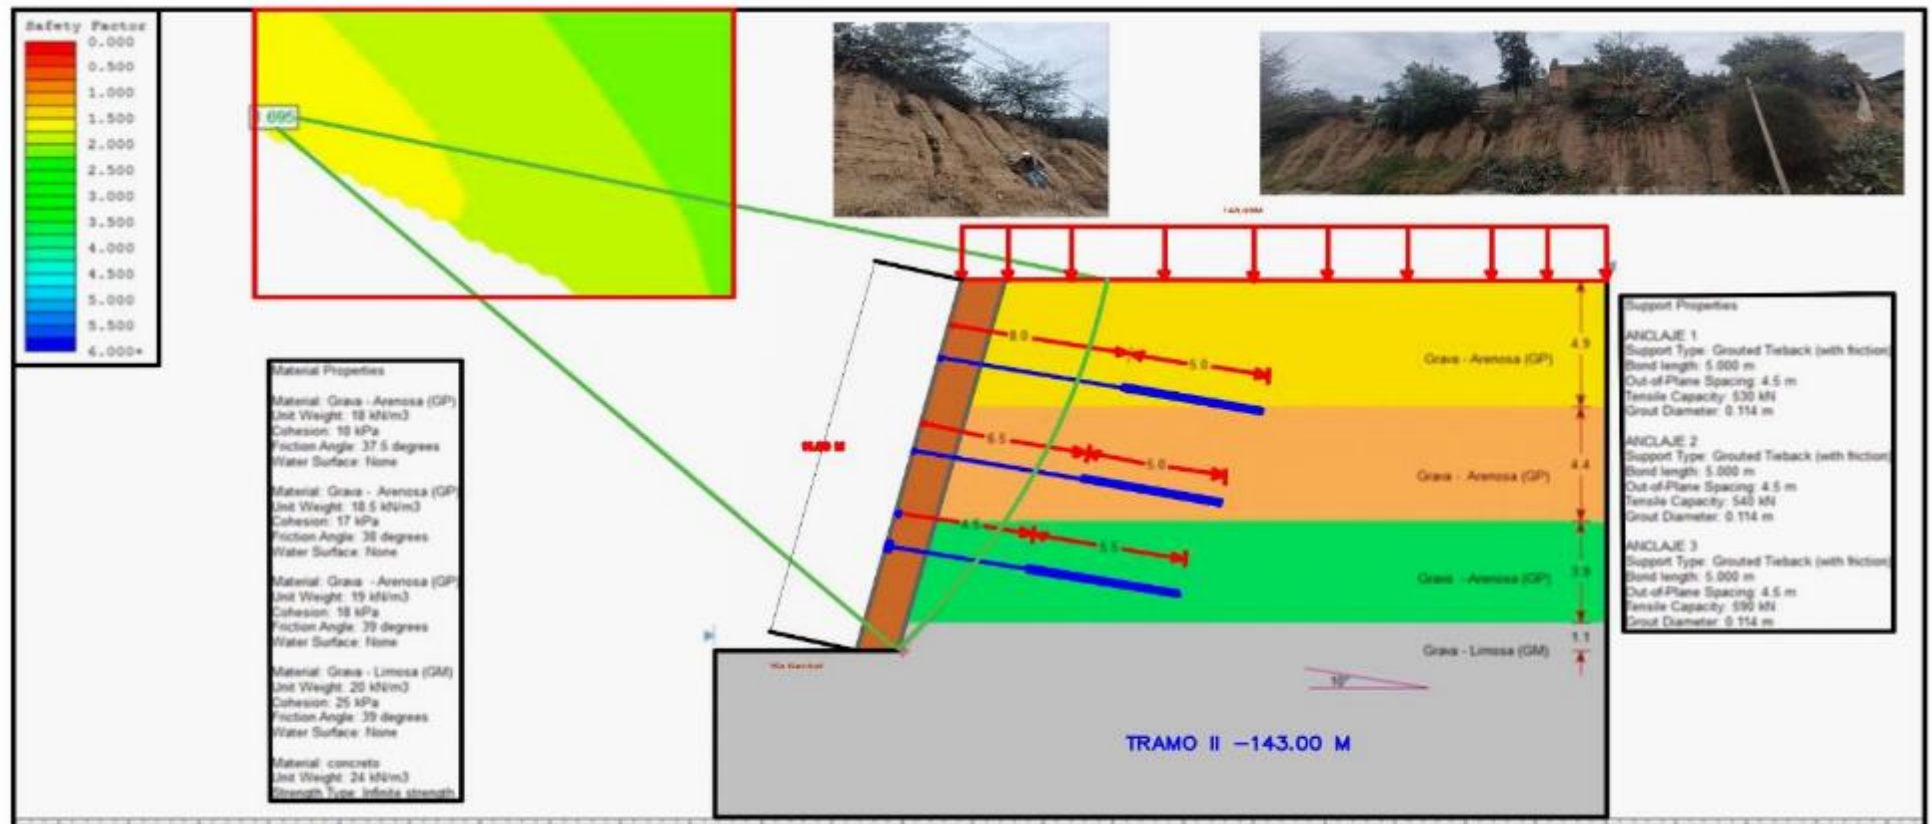 Safety Factor
0.000
0.500
1.000
1.500
2.000
2.500
3.000
3.500
4.000
4.500
5.000
5.500
6.000+
Material Properties
Material: Grava - Arenosa (GP)
Unit Weight: 18 kN/m3
Cohesion: 18 kPa
Friction Angle: 37.5 degrees
Water Surface: None
Material: Grava - Arenosa (GP)
Unit Weight: 18.5 kN/m3
Cohesion: 17 kPa
Friction Angle: 38 degrees
Water Surface: None
Material: Grava - Arenosa (GP)
Unit Weight: 19 kN/m3
Cohesion: 18 kPa
Friction Angle: 39 degrees
Water Surface: None
Material: Grava - Limosa (GM)
Unit Weight: 20 kN/m3
Cohesion: 25 kPa
Friction Angle: 39 degrees
Water Surface: None
Material: concreto
Unit Weight: 24 kN/m3
Strength Type: Infinite strength
8.0
5.0
6.5
5.0
4.5
5.5
Grava - Arenosa (GP)
Grava - Arenosa (GP)
Grava - Arenosa (GP)
Grava - Limosa (GM)
4.9
4.4
3.9
1.1
10°
TRAMO II -143.00 M
Support Properties
ANCLAJE 1
Support Type: Grouted Tieback (with friction)
Bond length: 5.000 m
Out-of-Plane Spacing: 4.5 m
Tensile Capacity: 530 kN
Grout Diameter: 0.114 m
ANCLAJE 2
Support Type: Grouted Tieback (with friction)
Bond length: 5.000 m
Out-of-Plane Spacing: 4.5 m
Tensile Capacity: 540 kN
Grout Diameter: 0.114 m
ANCLAJE 3
Support Type: Grouted Tieback (with friction)
Bond length: 5.000 m
Out-of-Plane Spacing: 4.5 m
Tensile Capacity: 590 kN
Grout Diameter: 0.114 m